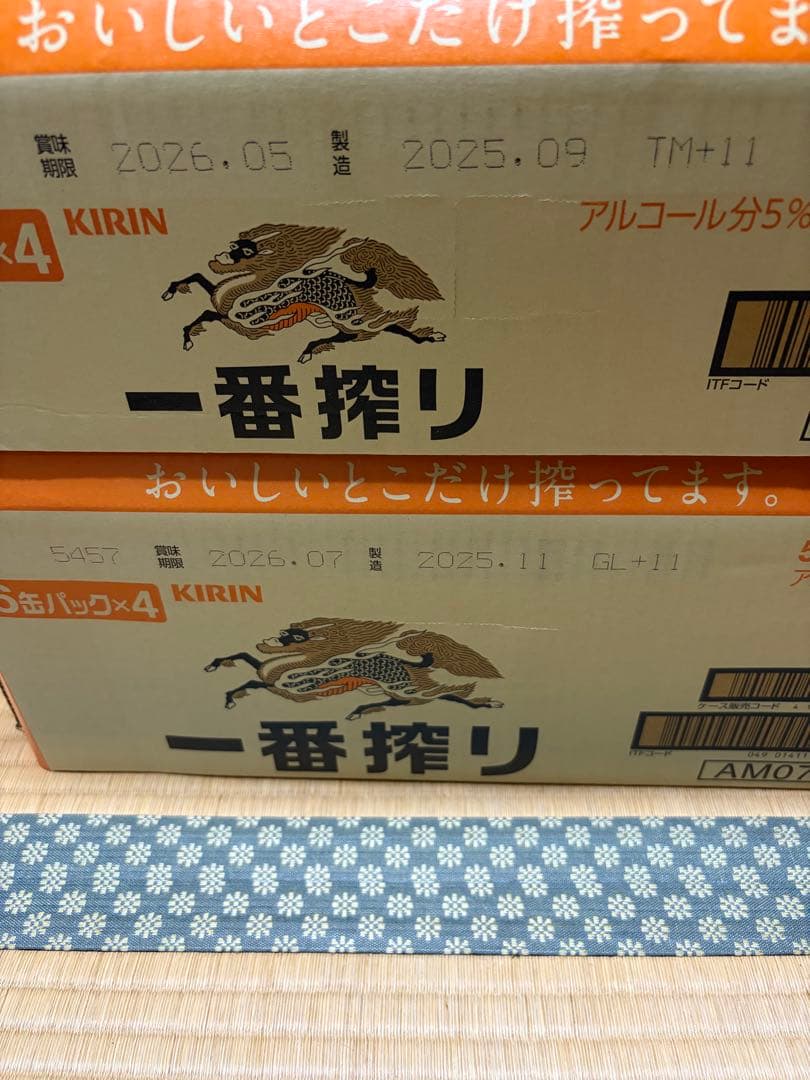 おいしいとこだけ搾ってま
賞味期限 2026.05 製造 2025.09 TM+11
×4 KIRIN アルコール分5%
ITFコード
一番搾り
おいしいとこだけ搾ってます。
5457 賞味期限 2026.07 製造 2025.11 GL+11
6缶パック×4 KIRIN
ケース販売コード 4
ITFコード 049 01411
一番搾り
AM07